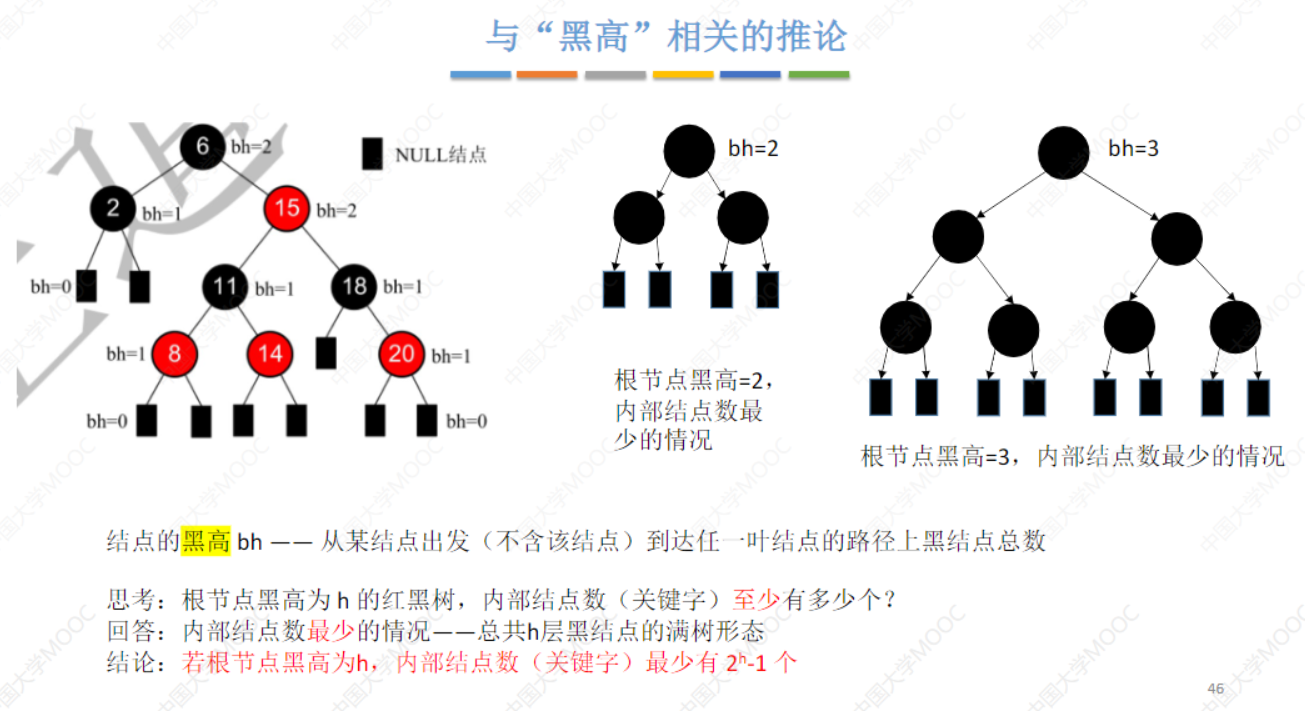 与“黑高”相关的推论
6 bh=2
NULL结点
2 bh=1
15 bh=2
bh=0
11 bh=1
18 bh=1
bh=1 8
14
20 bh=1
bh=0
bh=0
bh=2
根节点黑高=2，
内部结点数最
少的情况
bh=3
根节点黑高=3，内部结点数最少的情况
结点的黑高 bh —— 从某结点出发（不含该结点）到达任一叶结点的路径上黑结点总数
思考：根节点黑高为 h 的红黑树，内部结点数（关键字）至少有多少个？
回答：内部结点数最少的情况——总共h层黑结点的满树形态
结论：若根节点黑高为h，内部结点数（关键字）最少有 2ʰ-1 个
46
中国大学MOOC